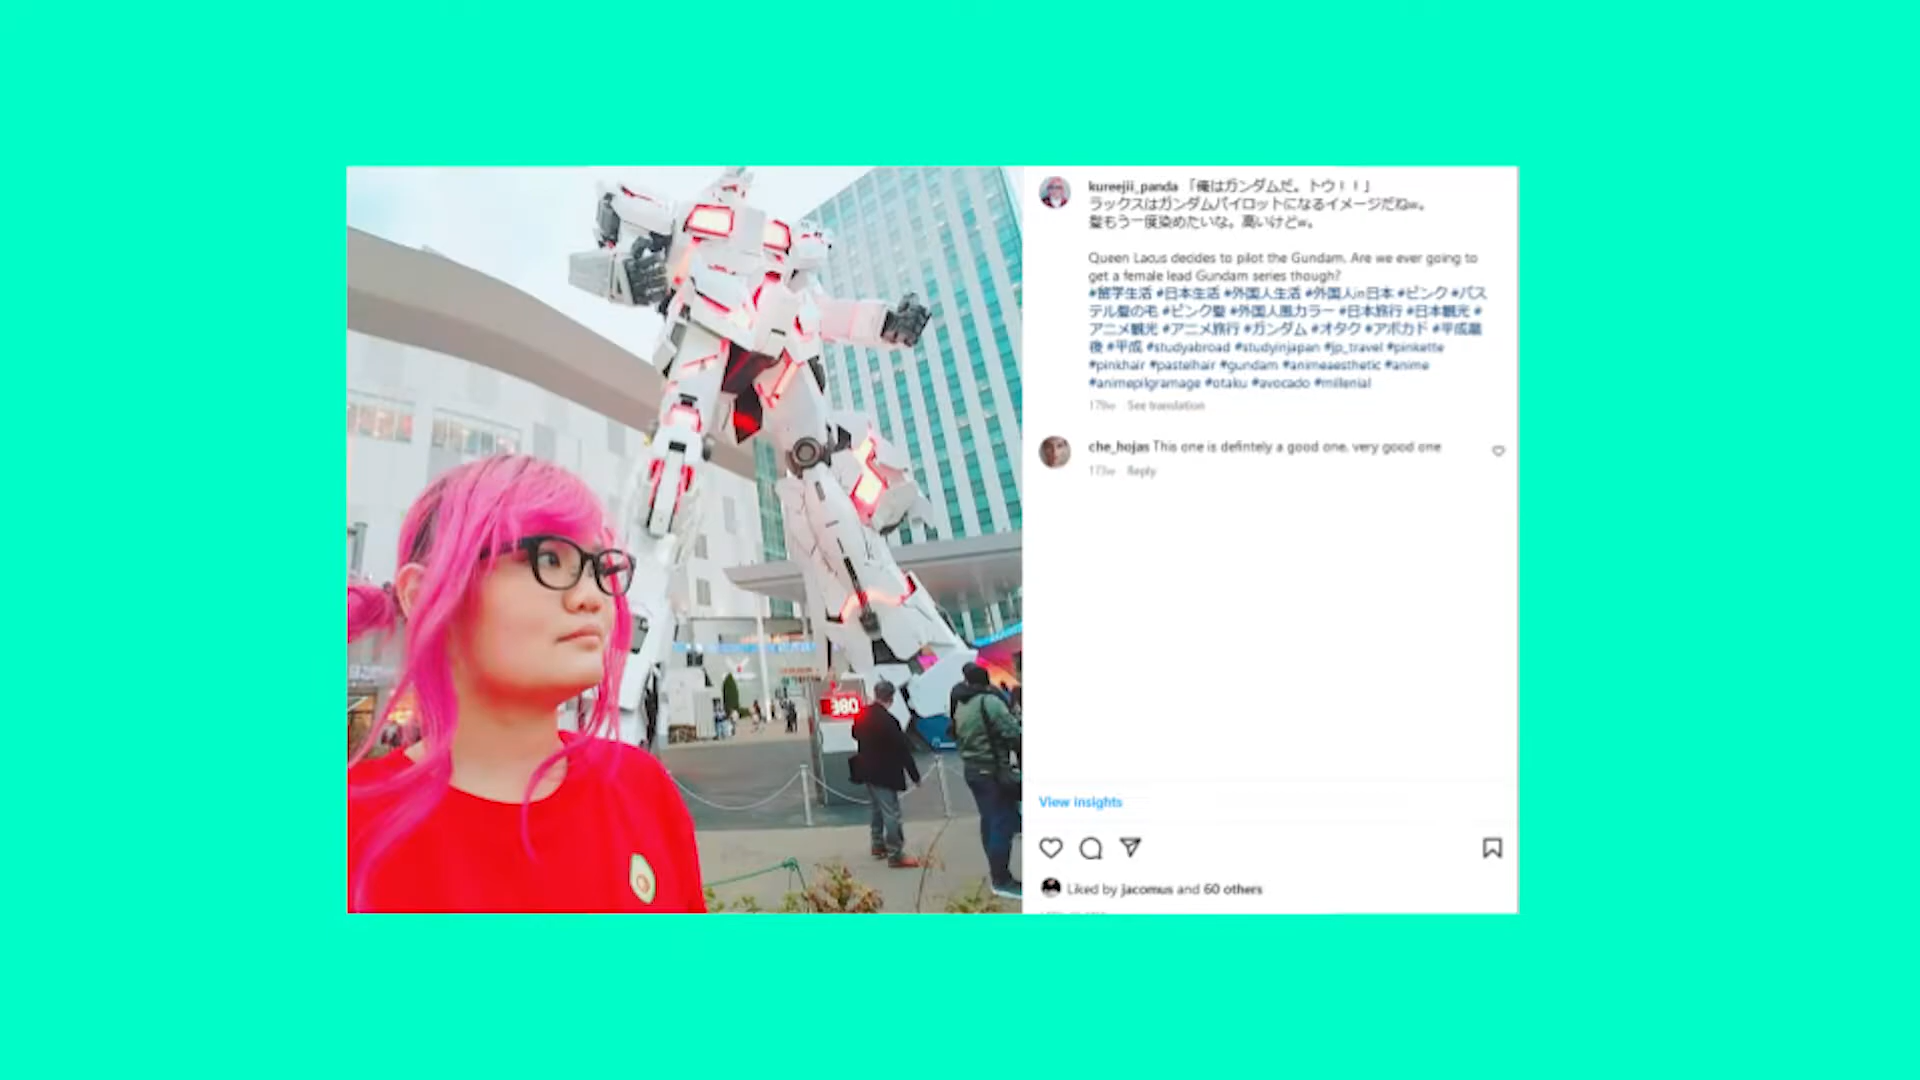 kureejii_panda 「俺はガンダムだ。トウ！！」
ラックスはガンダムパイロットになるイメージだねw。
髪もう一度染めたいな。高いけどw。
Queen Lacus decides to pilot the Gundam. Are we ever going to
get a female lead Gundam series though?
#留学生活 #日本生活 #外国人生活 #外国人in日本 #ピンク #パス
テル髪の毛 #ピンク髪 #外国人風カラー #日本旅行 #日本観光 #
アニメ観光 #アニメ旅行 #ガンダム #オタク #アボカド #平成最
後 #平成 #studyabroad #studyinjapan #jp_travel #pinkette
#pinkhair #pastelhair #gundam #animeaesthetic #anime
#animepilgramage #otaku #avocado #millenial
See translation
che_hojas This one is defintely a good one, very good one
173w Reply
View insights
Liked by jacomus and 60 others